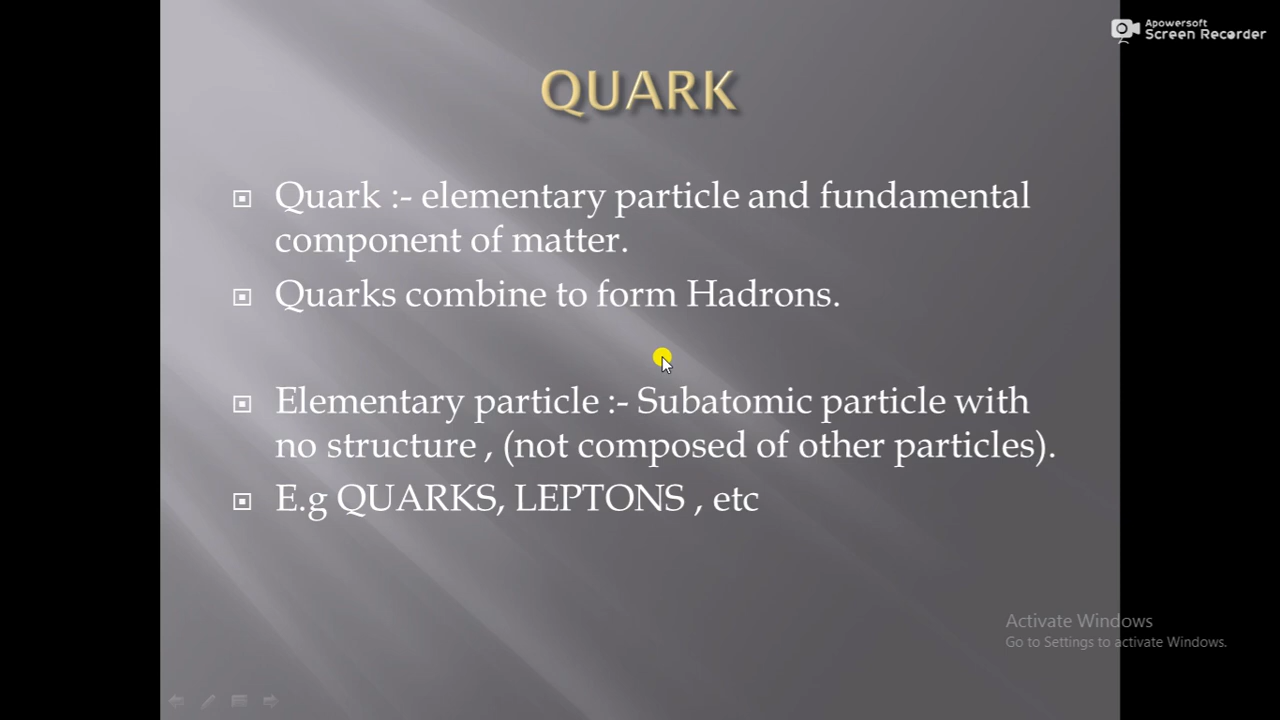 Apowersoft
Screen Recorder
QUARK
Quark :- elementary particle and fundamental
component of matter.
Quarks combine to form Hadrons.
Elementary particle :- Subatomic particle with
no structure , (not composed of other particles).
E.g QUARKS, LEPTONS , etc
Activate Windows
Go to Settings to activate Windows.